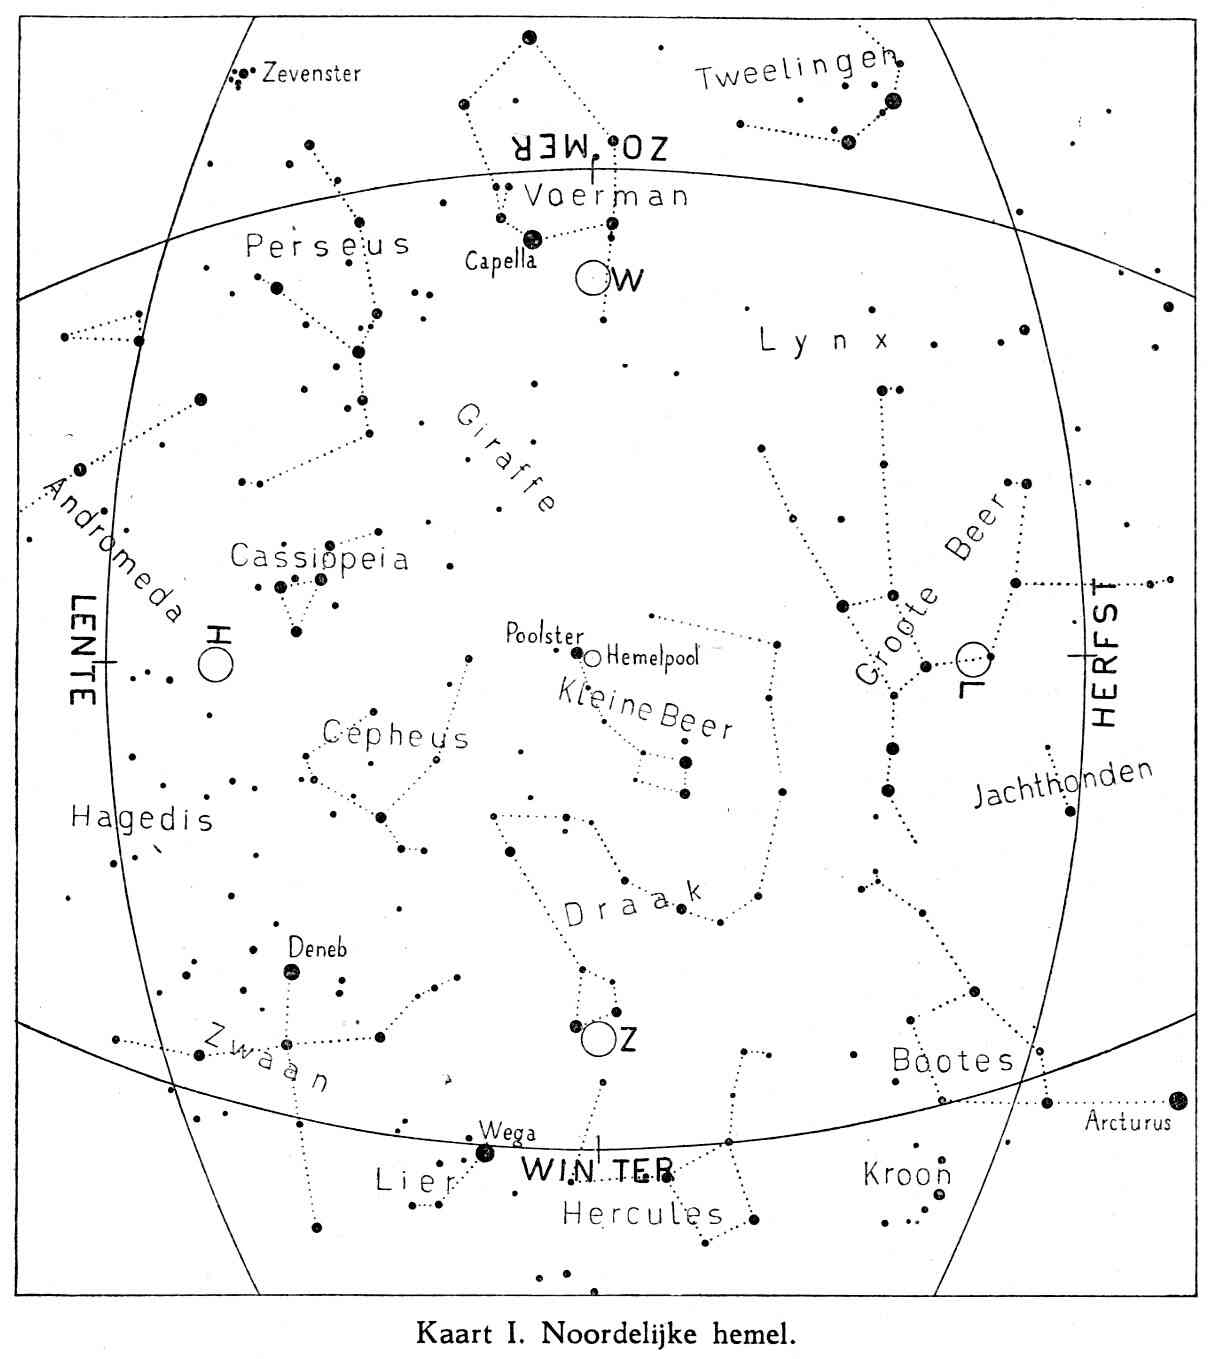 Zevenster
Tweelingen
ZOMER
Voerman
Perseus
Capella
W
Lynx
Giraffe
Andromeda
Groote Beer
Cassiopeia
LENTE
H
Poolster
Hemelpool
Kleine Beer
L
HERFST
Cepheus
Jachthonden
Hagedis
Draak
Deneb
Zwaan
Z
Bootes
Arcturus
Wega
WINTER
Lier
Kroon
Hercules
Kaart I. Noordelijke hemel.